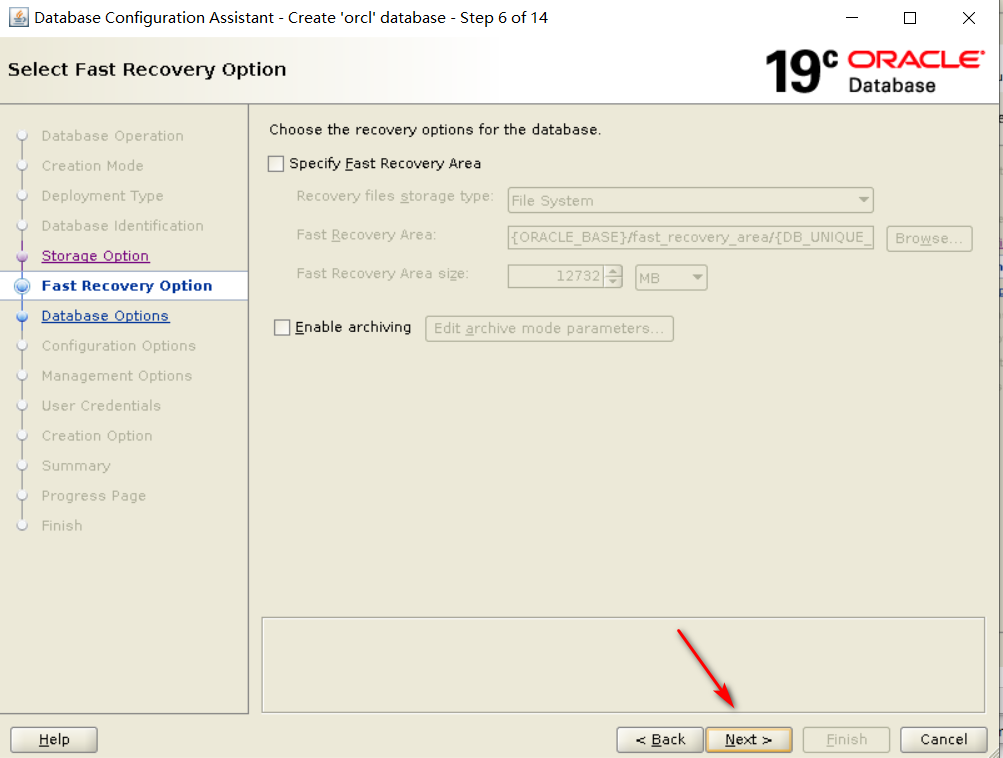 Database Configuration Assistant - Create 'orcl' database - Step 6 of 14
Select Fast Recovery Option
19c ORACLE
Database
Database Operation
Creation Mode
Deployment Type
Database Identification
Storage Option
Fast Recovery Option
Database Options
Configuration Options
Management Options
User Credentials
Creation Option
Summary
Progress Page
Finish
Choose the recovery options for the database.
Specify Fast Recovery Area
Recovery files storage type: File System
Fast Recovery Area: {ORACLE_BASE}/fast_recovery_area/{DB_UNIQUE_ Browse...
Fast Recovery Area size: 12732 MB
Enable archiving Edit archive mode parameters...
Help < Back Next > Finish Cancel